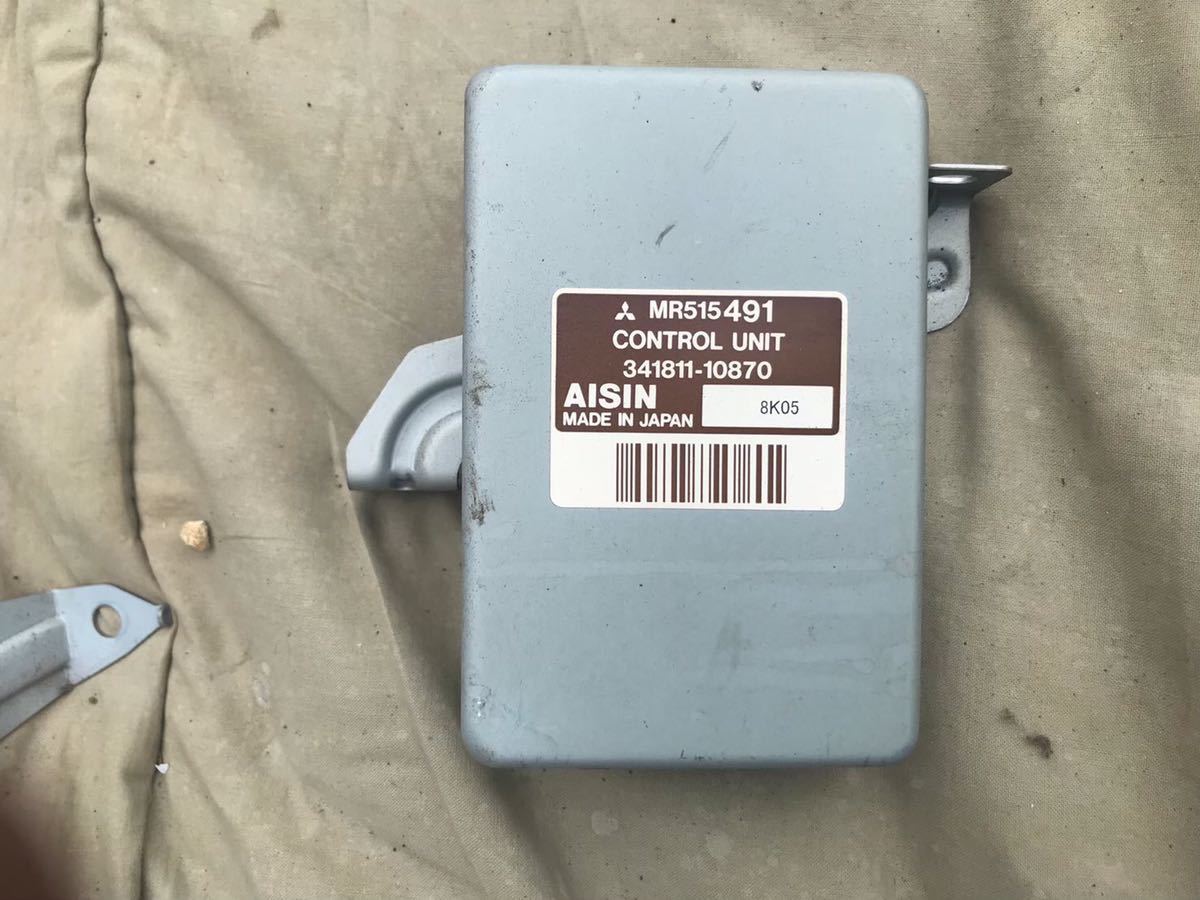 MR515491
CONTROL UNIT
341811-10870
AISIN
MADE IN JAPAN
8K05